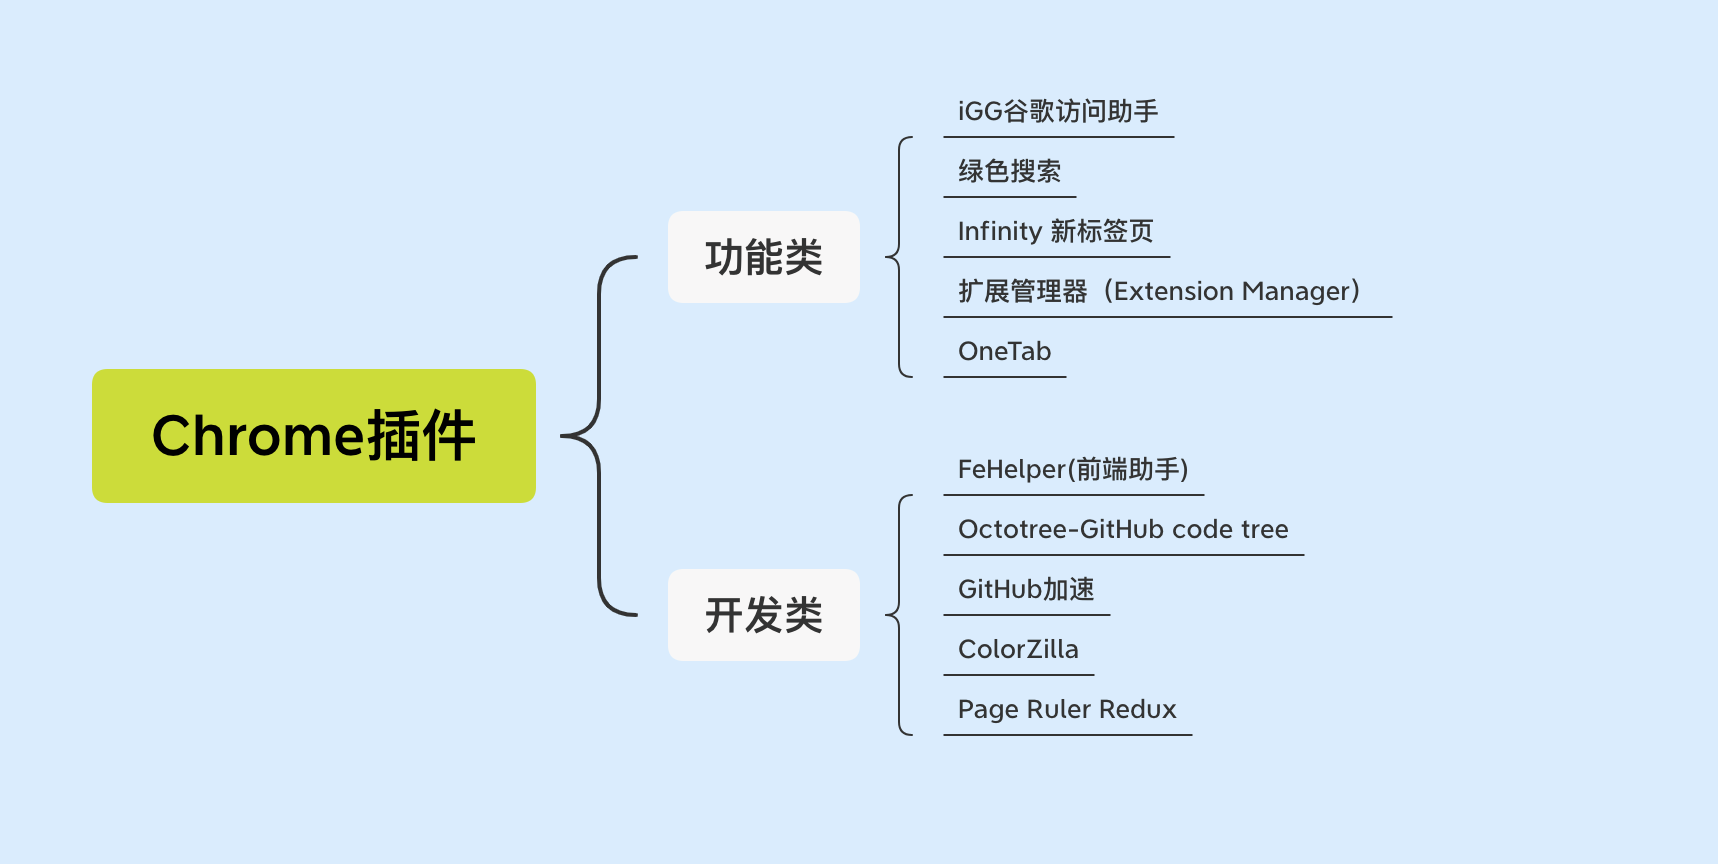 Chrome插件
功能类
iGG谷歌访问助手
绿色搜索
Infinity 新标签页
扩展管理器（Extension Manager）
OneTab
开发类
FeHelper(前端助手)
Octotree-GitHub code tree
GitHub加速
ColorZilla
Page Ruler Redux